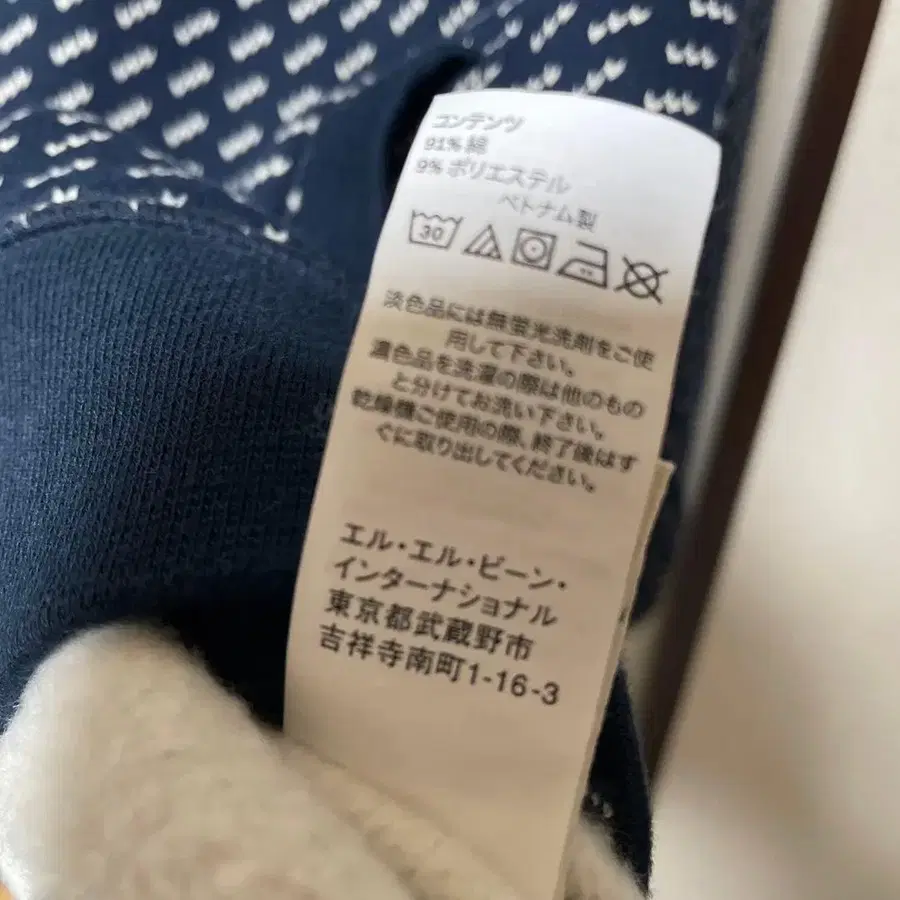 コンテンツ
91% 綿
9% ポリエステル
ベトナム製
30
淡色品には無蛍光洗剤をご使
用して下さい。
濃色品を洗濯の際は他のもの
と分けてお洗い下さい。
乾燥機ご使用の際、終了後はす
ぐに取り出してください。
エル・エル・ビーン・
インターナショナル
東京都武蔵野市
吉祥寺南町1-16-3